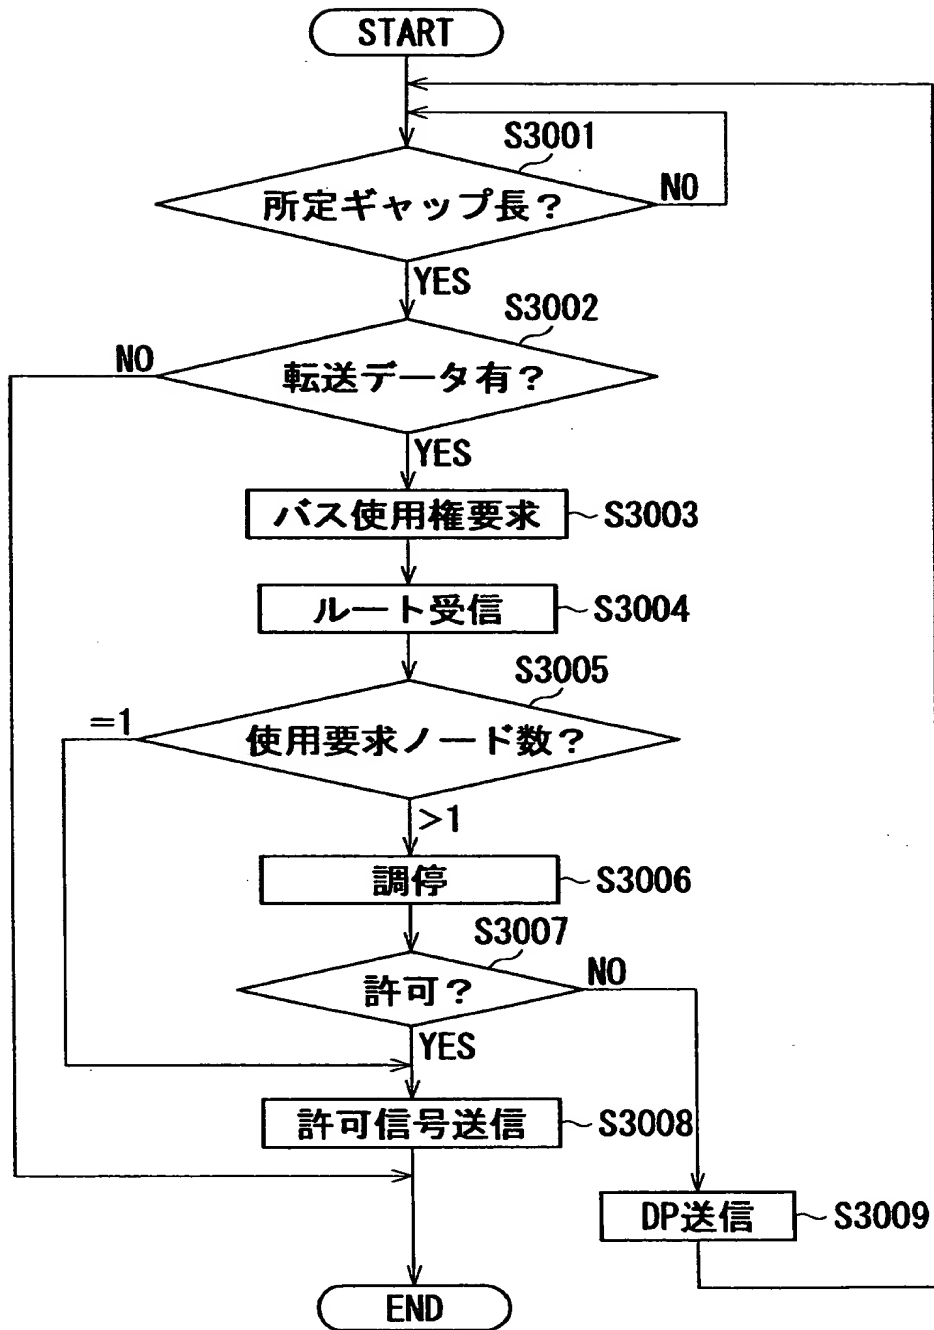 START
S3001
所定ギャップ長？
NO
YES
S3002
NO
転送データ有？
YES
バス使用権要求
S3003
ルート受信
S3004
S3005
=1
使用要求ノード数？
>1
調停
S3006
S3007
許可？
NO
YES
許可信号送信
S3008
DP送信
S3009
END